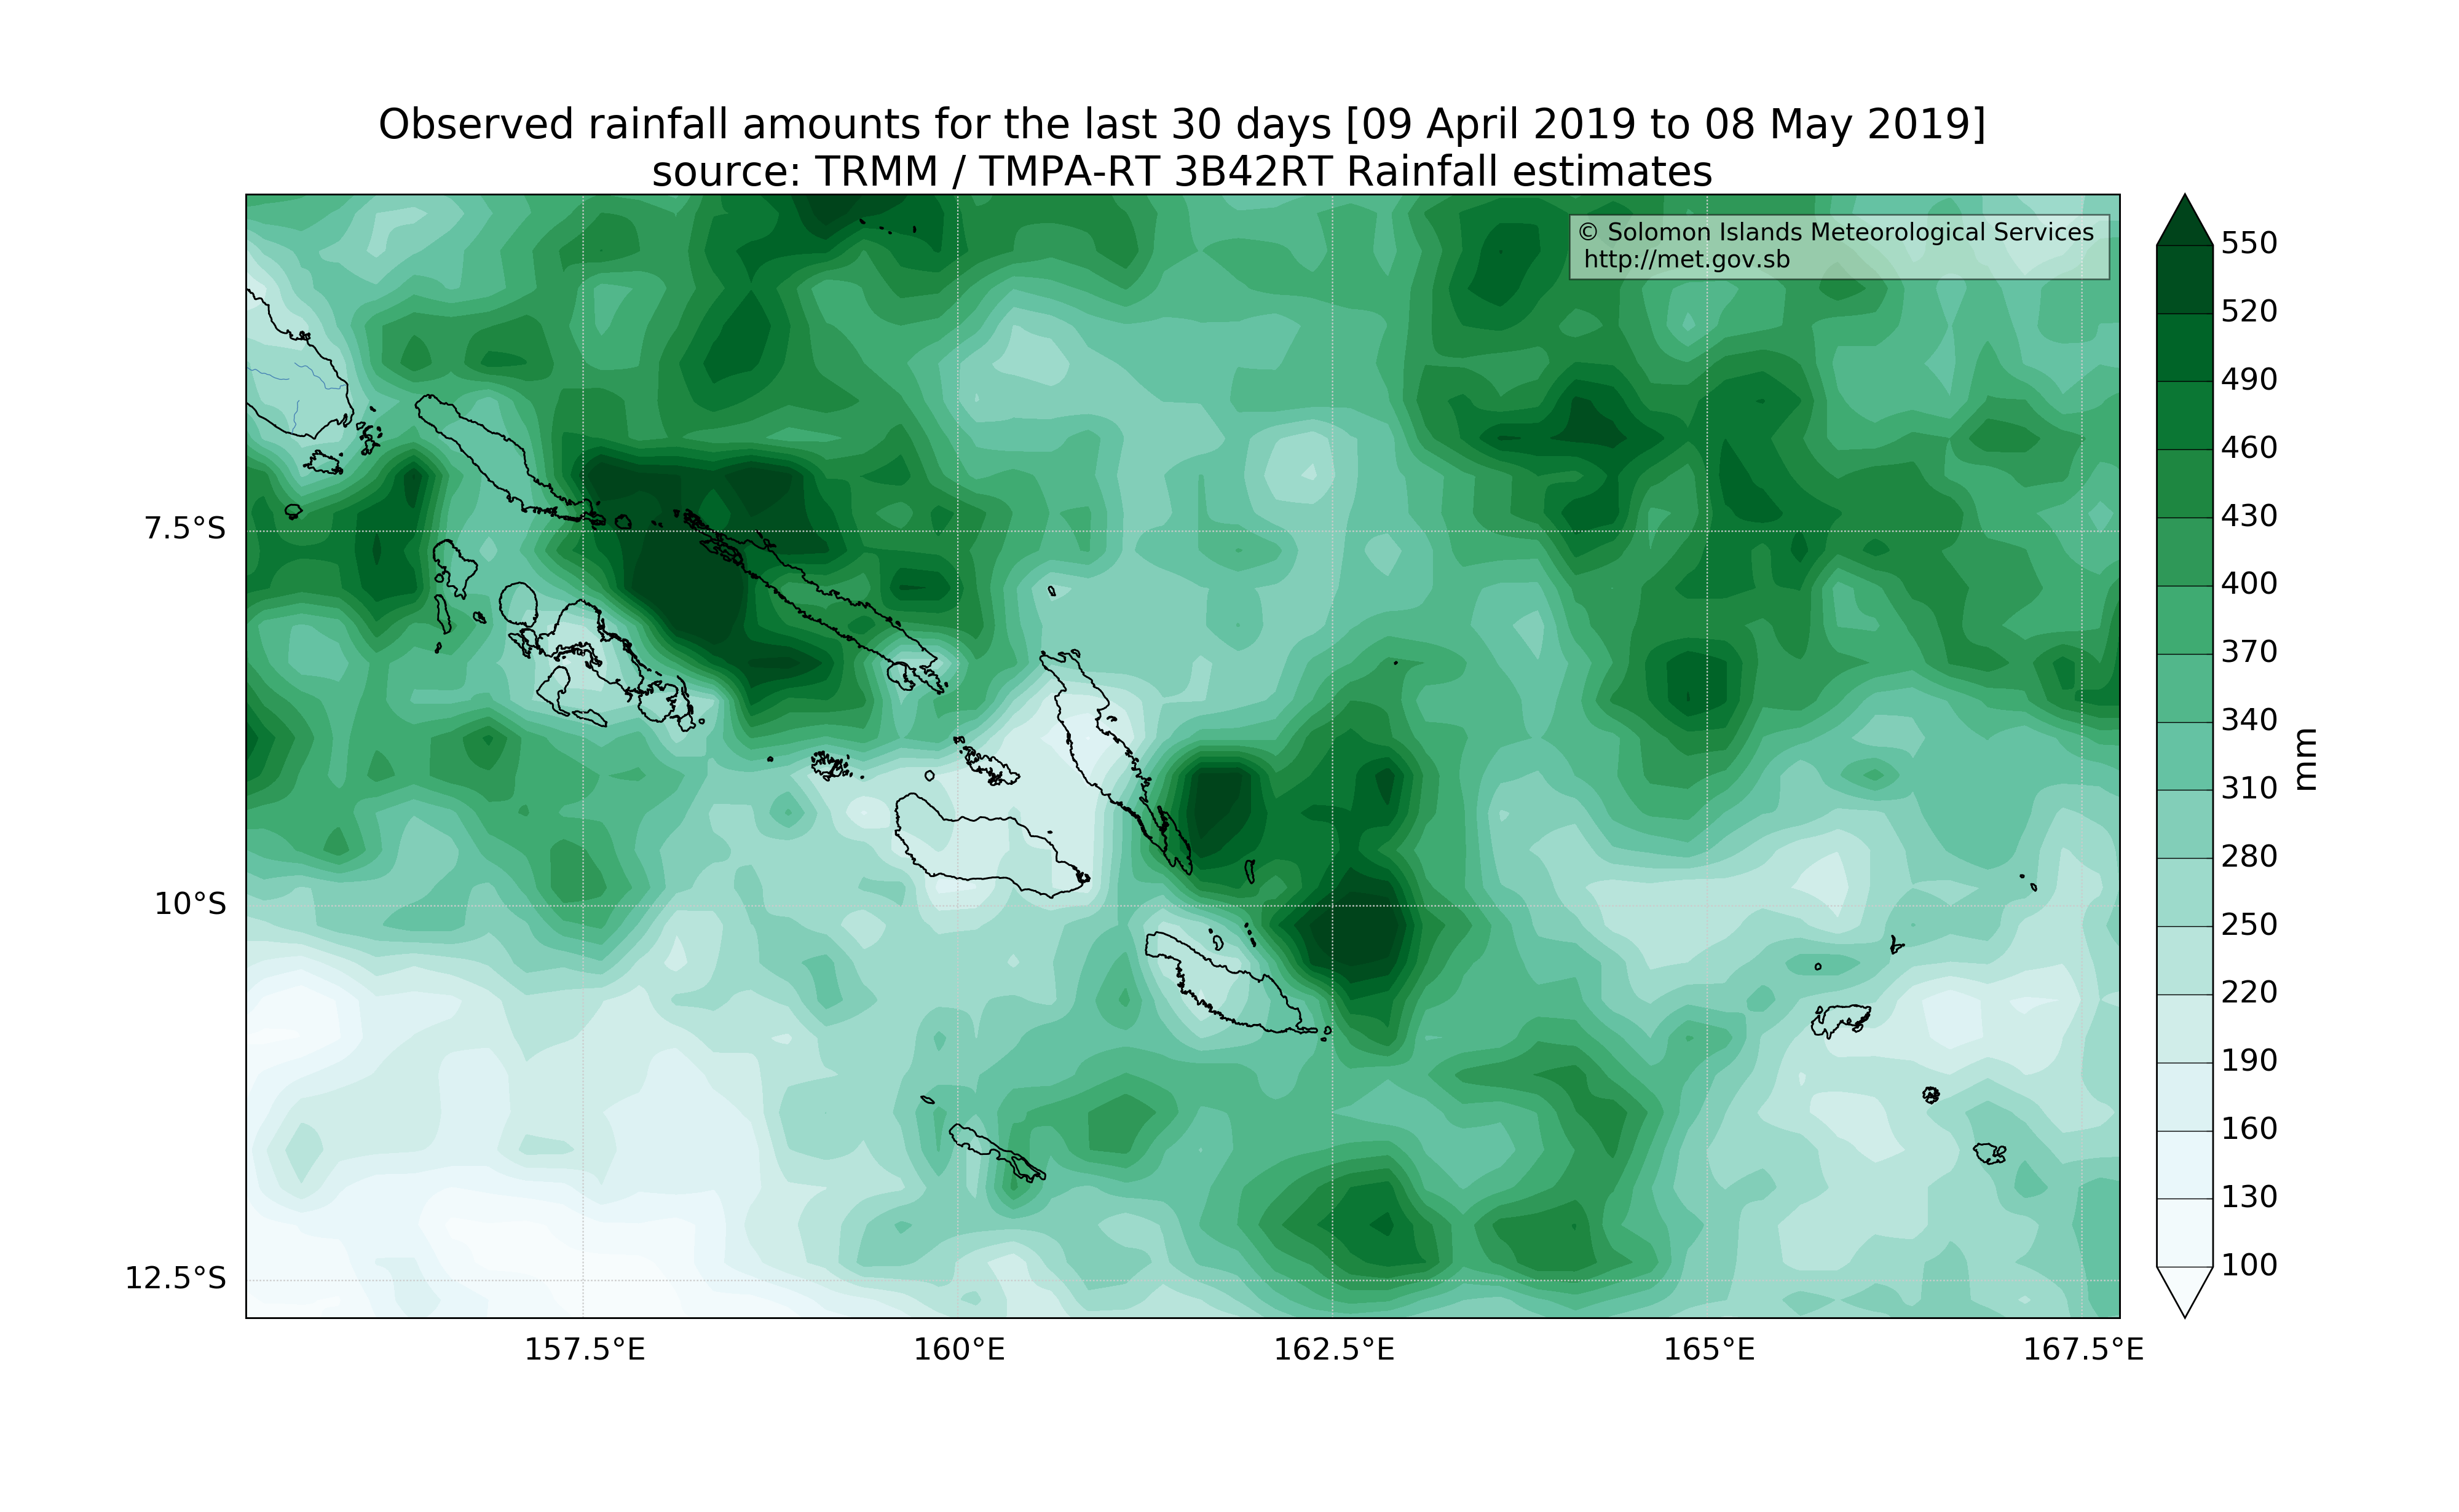 Observed rainfall amounts for the last 30 days [09 April 2019 to 08 May 2019]
source: TRMM / TMPA-RT 3B42RT Rainfall estimates
© Solomon Islands Meteorological Services
http://met.gov.sb
7.5°S
10°S
12.5°S
157.5°E
160°E
162.5°E
165°E
167.5°E
550
520
490
460
430
400
370
340
310
280
250
220
190
160
130
100
mm